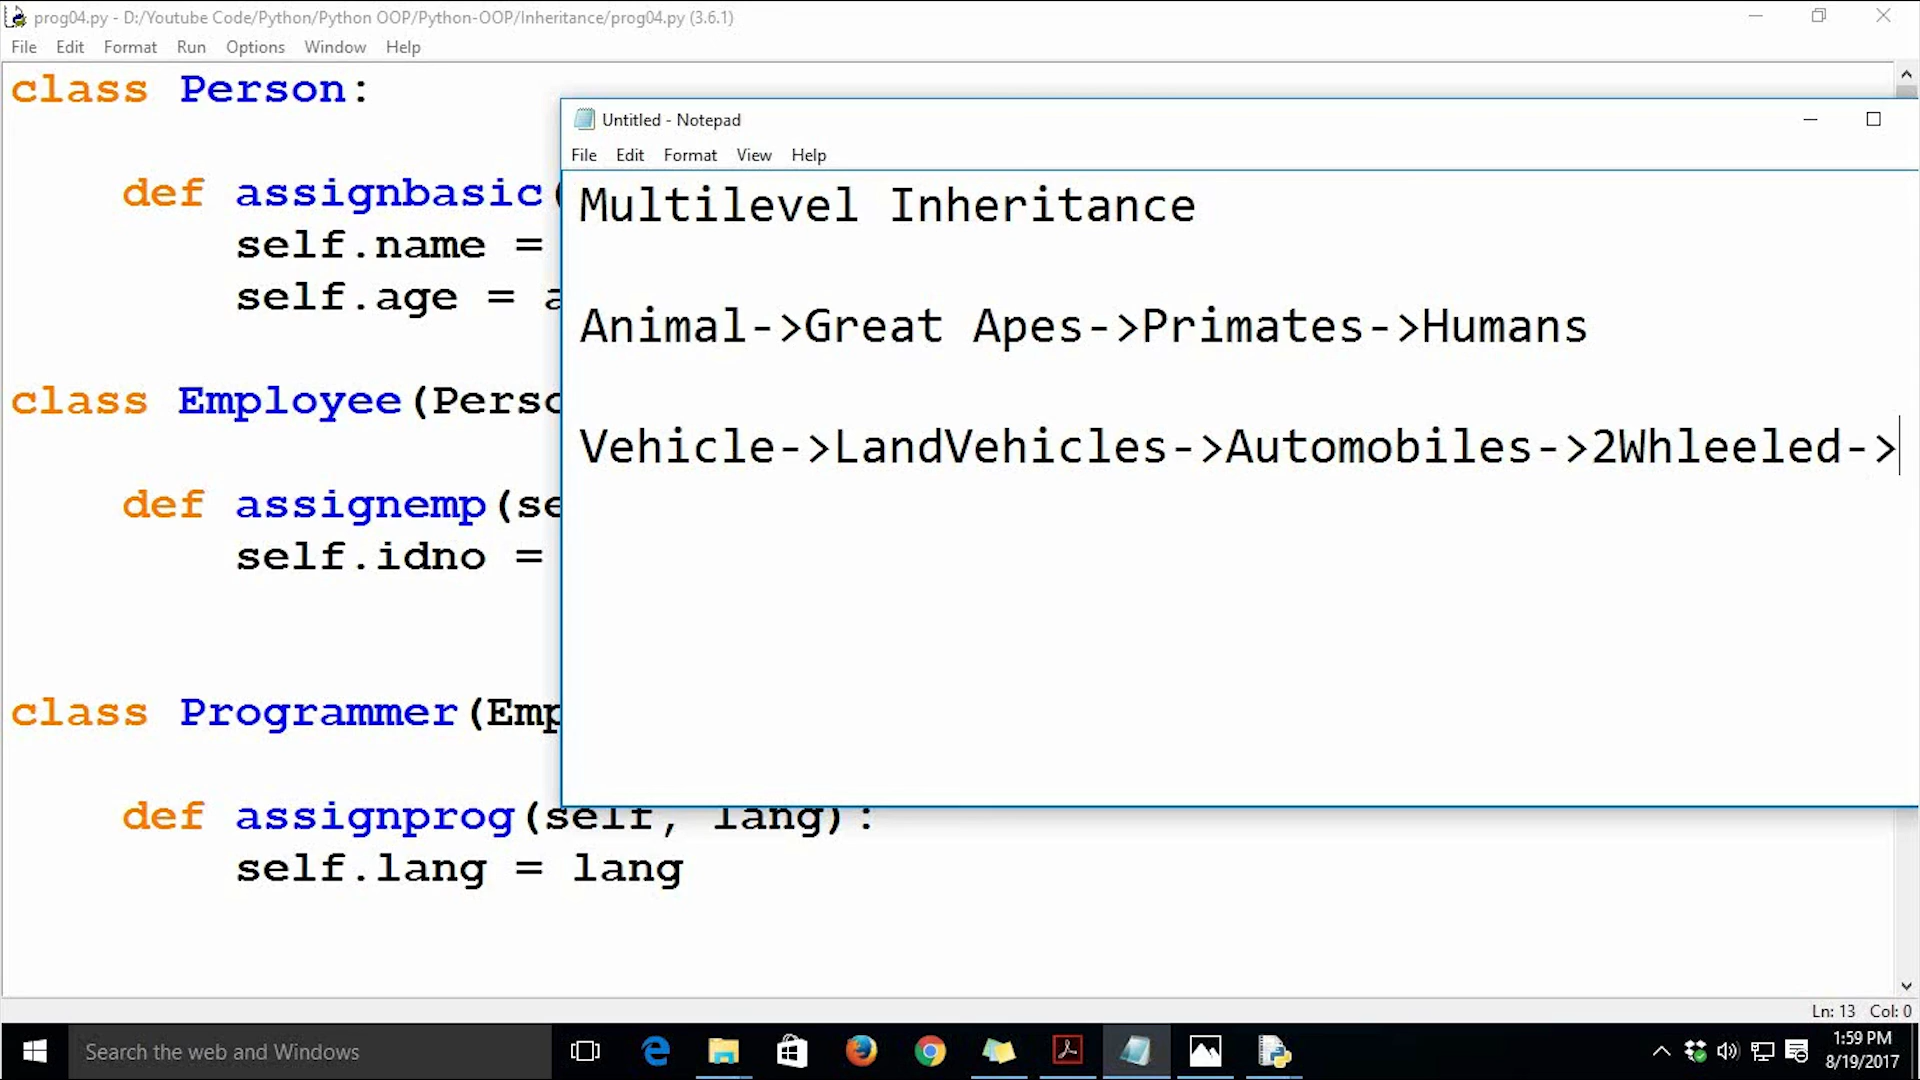 prog04.py - D:/Youtube Code/Python/Python OOP/Python-OOP/Inheritance/prog04.py (3.6.1)
File Edit Format Run Options Window Help
class Person:
def assignbasic(
self.name =
self.age = a
class Employee(Perso
def assignemp(se
self.idno =
class Programmer(Emp
def assignprog(self, lang):
self.lang = lang
Untitled - Notepad
File Edit Format View Help
Multilevel Inheritance
Animal->Great Apes->Primates->Humans
Vehicle->LandVehicles->Automobiles->2Whleeled->
Ln: 13 Col: 0
Search the web and Windows
1:59 PM
8/19/2017